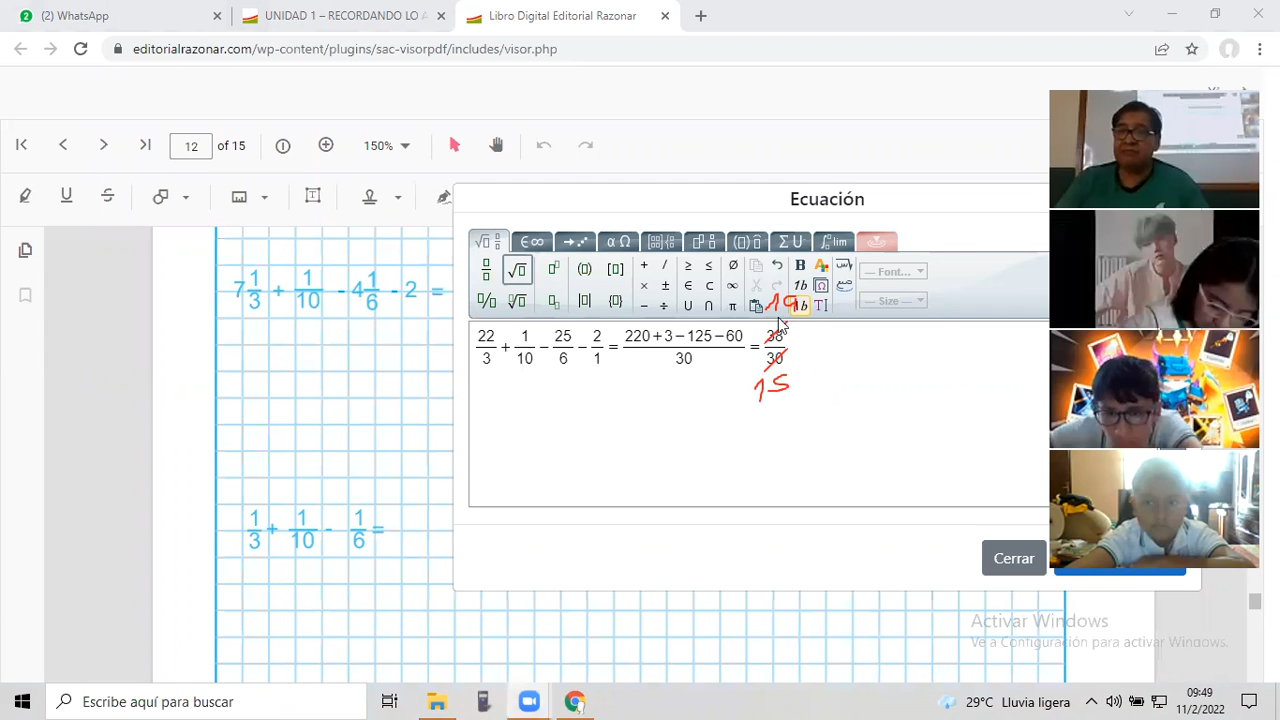 2 (2) WhatsApp
UNIDAD 1 – RECORDANDO LO A
Libro Digital Editorial Razonar
editorialrazonar.com/wp-content/plugins/sac-visorpdf/includes/visor.php
12 of 15
150%
Ecuación
— Font...
— Size —
7 1/3 + 1/10 - 4 1/6 - 2 =
22/3 + 1/10 − 25/6 − 2/1 = (220 + 3 − 125 − 60)/30 = 38/30
19
15
1/3 + 1/10 - 1/6 =
Cerrar
Activar Windows
Ve a Configuración para activar Windows.
Escribe aquí para buscar
29°C Lluvia ligera
09:49
11/2/2022